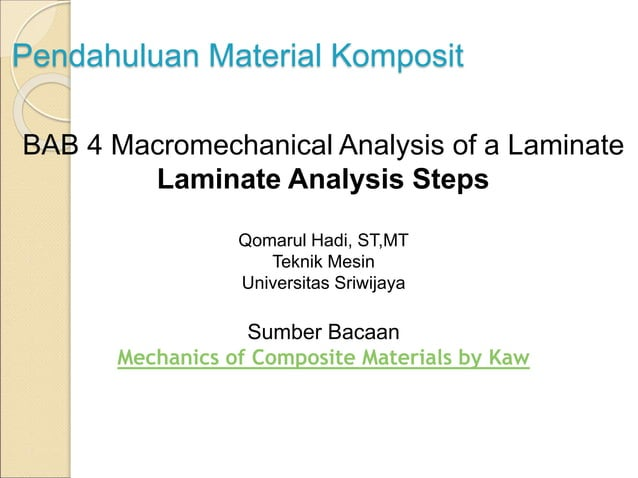 Pendahuluan Material Komposit
BAB 4 Macromechanical Analysis of a Laminate
Laminate Analysis Steps
Qomarul Hadi, ST,MT
Teknik Mesin
Universitas Sriwijaya
Sumber Bacaan
Mechanics of Composite Materials by Kaw